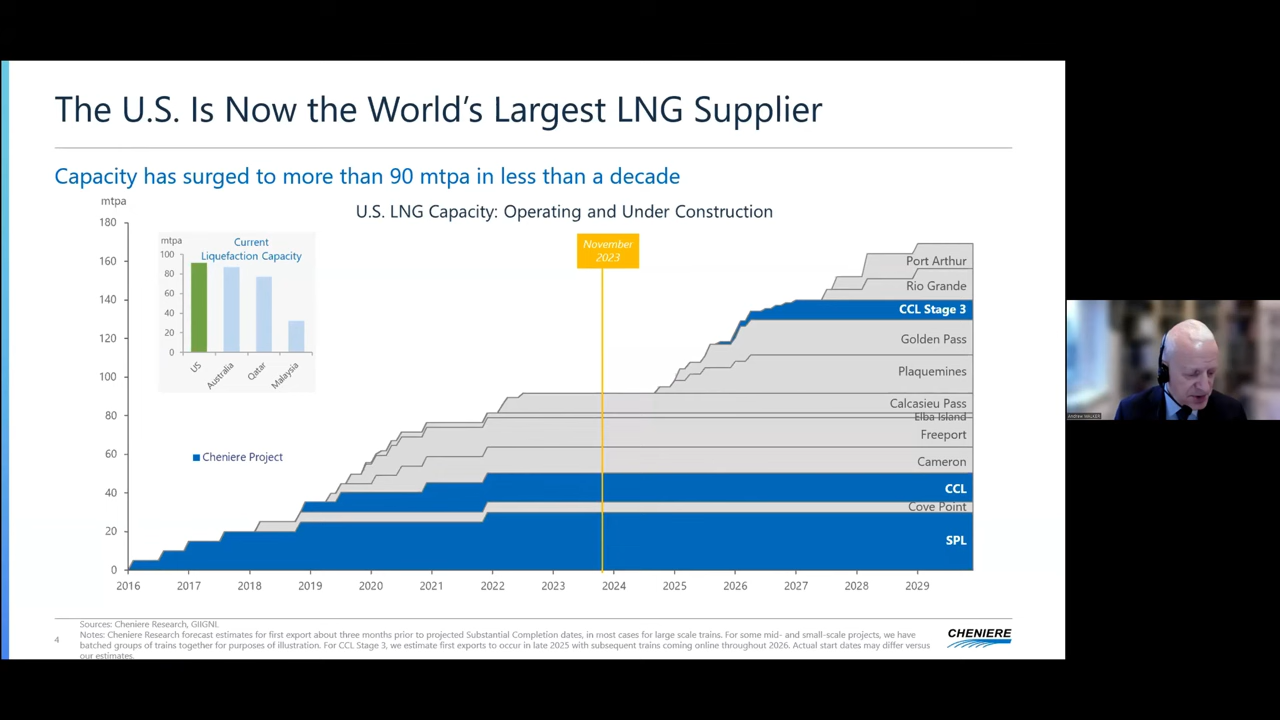 The U.S. Is Now the World's Largest LNG Supplier
Capacity has surged to more than 90 mtpa in less than a decade
mtpa
U.S. LNG Capacity: Operating and Under Construction
180
160
140
120
100
80
60
40
20
0
mtpa
Current
Liquefaction Capacity
100
80
60
40
20
0
US
Australia
Qatar
Malaysia
November
2023
Cheniere Project
Port Arthur
Rio Grande
CCL Stage 3
Golden Pass
Plaquemines
Calcasieu Pass
Elba Island
Freeport
Cameron
CCL
Cove Point
SPL
2016 2017 2018 2019 2020 2021 2022 2023 2024 2025 2026 2027 2028 2029
Sources: Cheniere Research, GIIGNL
4
Notes: Cheniere Research forecast estimates for first export about three months prior to projected Substantial Completion dates, in most cases for large scale trains. For some mid- and small-scale projects, we have
batched groups of trains together for purposes of illustration. For CCL Stage 3, we estimate first exports to occur in late 2025 with subsequent trains coming online throughout 2026. Actual start dates may differ versus
our estimates.
CHENIERE
Andrew WALKER